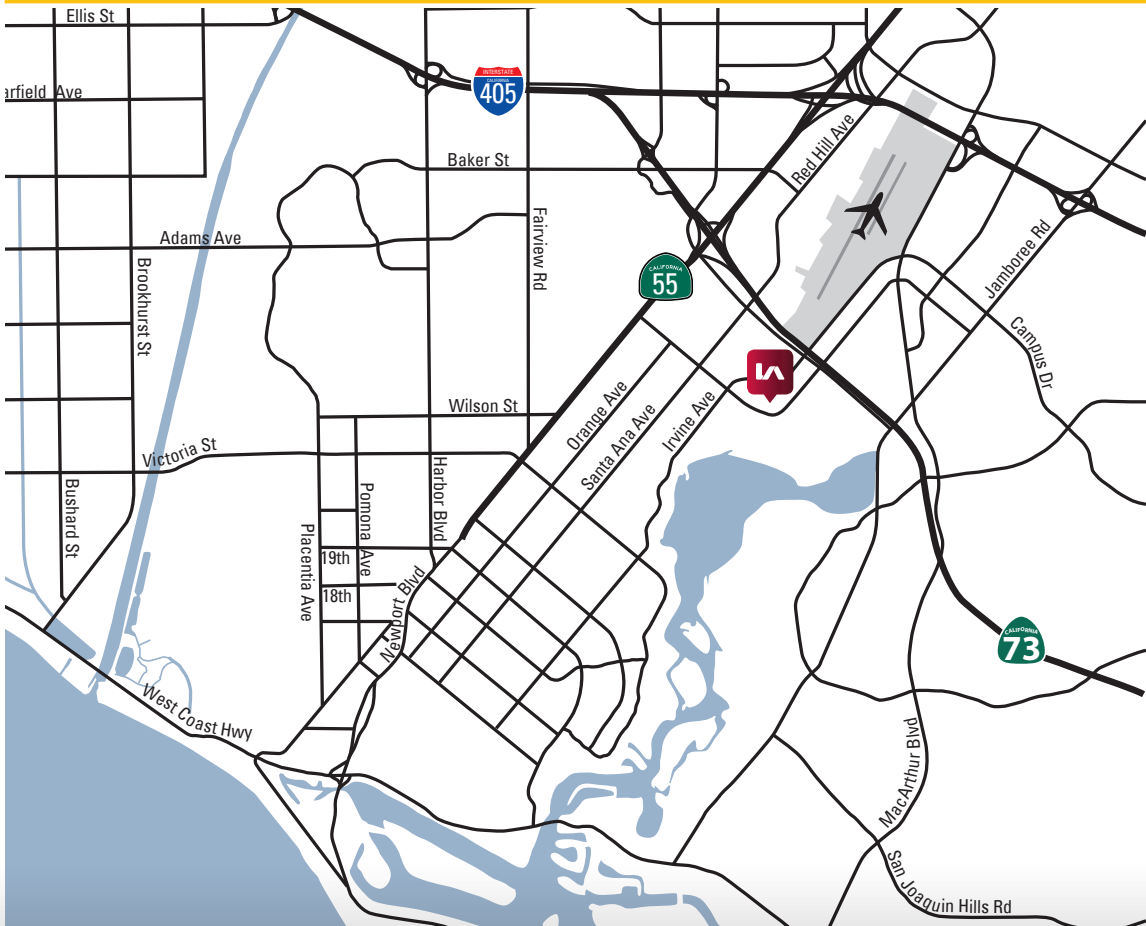 Ellis St
INTERSTATE
CALIFORNIA
405
arfield Ave
Red Hill Ave
Baker St
Fairview Rd
Adams Ave
Jamboree Rd
Brookhurst St
CALIFORNIA
55
Campus Dr
Wilson St
Orange Ave
Santa Ana Ave
Irvine Ave
Victoria St
Harbor Blvd
Bushard St
Pomona Ave
Placentia Ave
19th
18th
Newport Blvd
CALIFORNIA
73
West Coast Hwy
MacArthur Blvd
San Joaquin Hills Rd